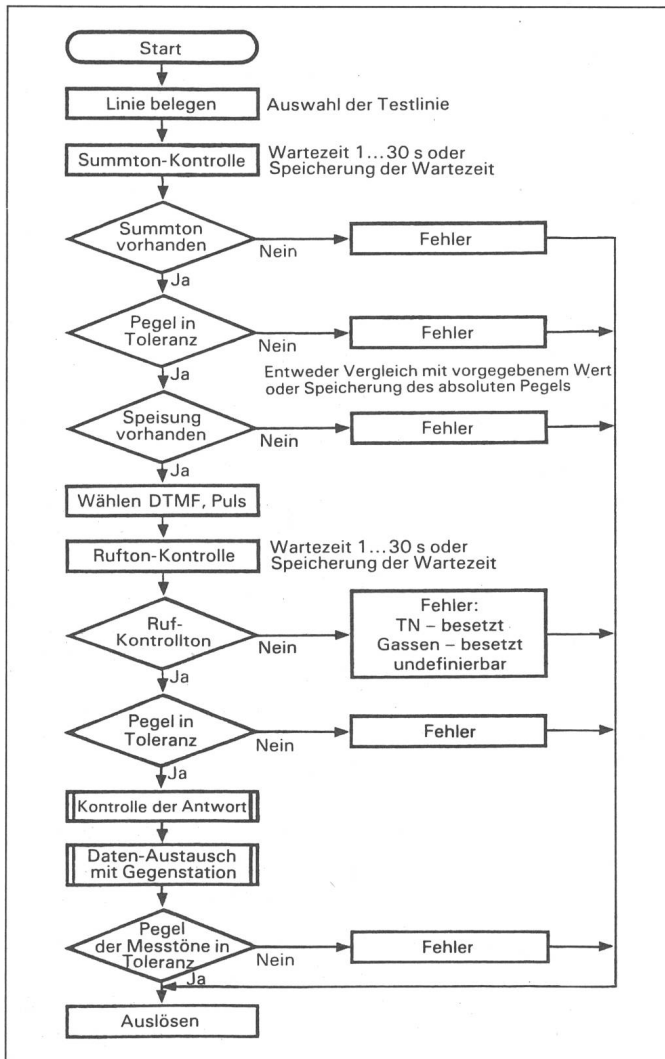 Start
Linie belegen
Auswahl der Testlinie
Summton-Kontrolle
Wartezeit 1...30 s oder
Speicherung der Wartezeit
Summton
vorhanden
Nein
Fehler
Ja
Pegel in
Toleranz
Nein
Fehler
Ja
Entweder Vergleich mit vorgegebenem Wert
oder Speicherung des absoluten Pegels
Speisung
vorhanden
Nein
Fehler
Ja
Wählen DTMF, Puls
Rufton-Kontrolle
Wartezeit 1...30 s oder
Speicherung der Wartezeit
Ruf-
Kontrollton
Nein
Fehler:
TN – besetzt
Gassen – besetzt
undefinierbar
Ja
Pegel in
Toleranz
Nein
Fehler
Ja
Kontrolle der Antwort
Daten-Austausch
mit Gegenstation
Pegel
der Messtöne in
Toleranz
Nein
Fehler
Ja
Auslösen